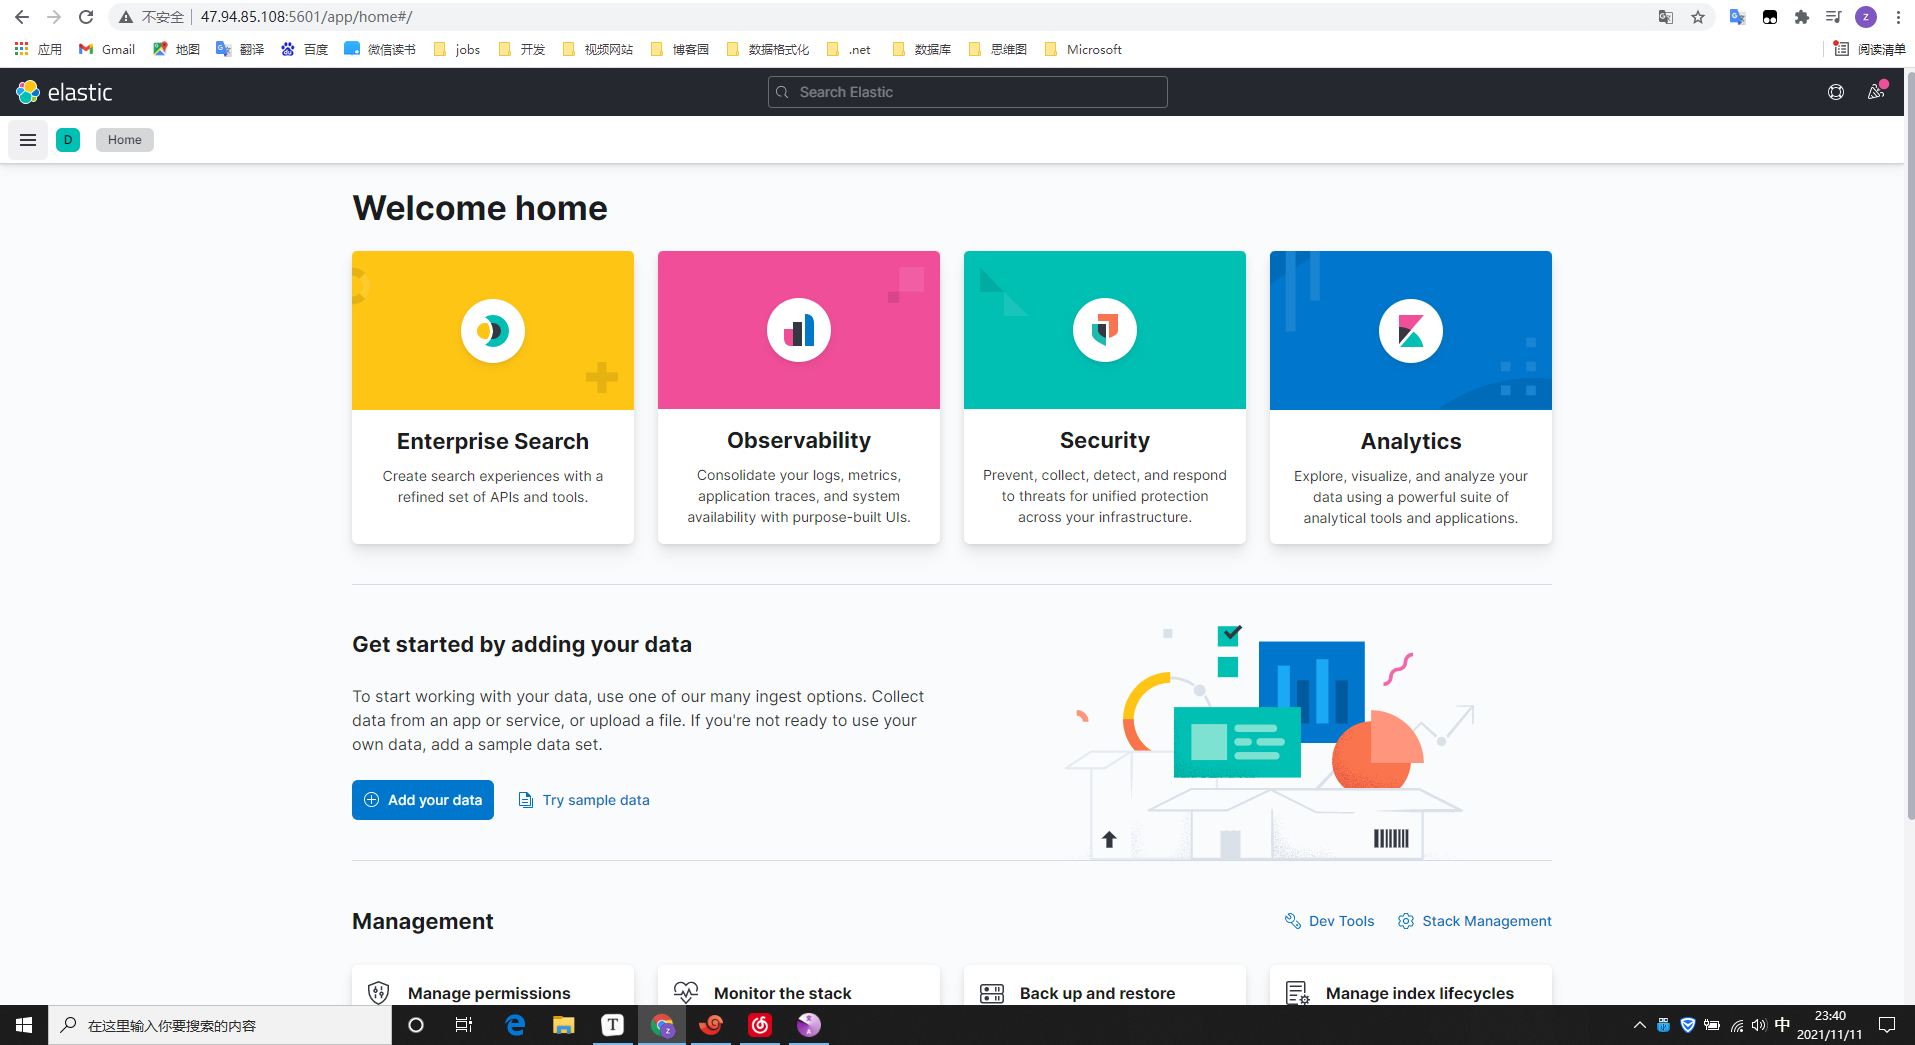 不安全 47.94.85.108:5601/app/home#/
应用 Gmail 地图 翻译 百度 微信读书 jobs 开发 视频网站 博客园 数据格式化 .net 数据库 思维图 Microsoft 阅读清单
elastic Search Elastic
D Home
Welcome home
Enterprise Search
Create search experiences with a
refined set of APIs and tools.
Observability
Consolidate your logs, metrics,
application traces, and system
availability with purpose-built UIs.
Security
Prevent, collect, detect, and respond
to threats for unified protection
across your infrastructure.
Analytics
Explore, visualize, and analyze your
data using a powerful suite of
analytical tools and applications.
Get started by adding your data
To start working with your data, use one of our many ingest options. Collect
data from an app or service, or upload a file. If you're not ready to use your
own data, add a sample data set.
Add your data Try sample data
Management Dev Tools Stack Management
Manage permissions Monitor the stack Back up and restore Manage index lifecycles
在这里输入你要搜索的内容
中 23:40
2021/11/11